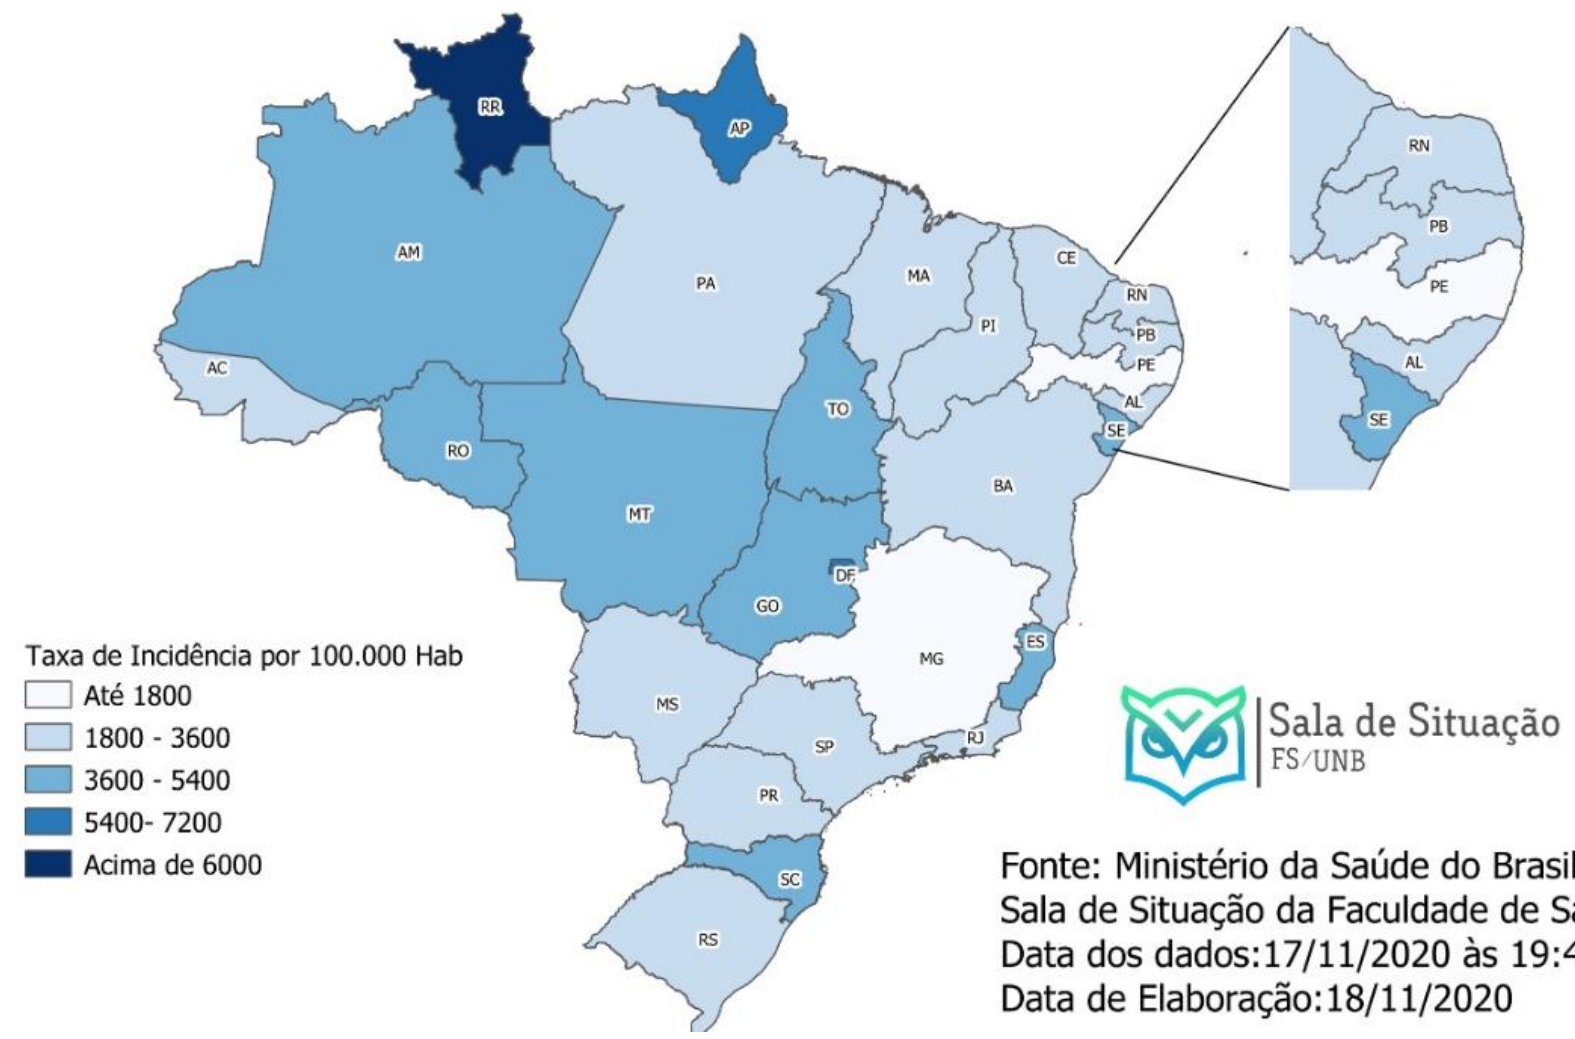 RR
AP
AM
PA
MA
CE
RN
PI
PB
PE
AC
AL
TO
SE
RO
BA
MT
DF
GO
ES
MG
MS
RJ
SP
PR
SC
RS
RN
PB
PE
AL
SE
Taxa de Incidência por 100.000 Hab
Até 1800
1800 - 3600
3600 - 5400
5400- 7200
Acima de 6000
Sala de Situação
FS/UNB
Fonte: Ministério da Saúde do Brasil
Sala de Situação da Faculdade de
Data dos dados:17/11/2020 às
Data de Elaboração:18/11/2020